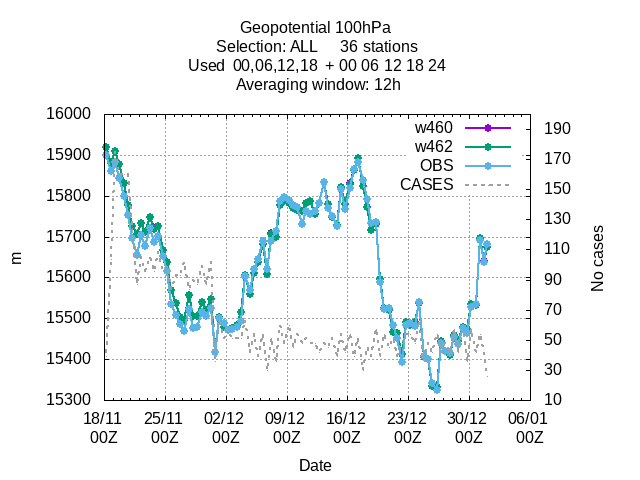 Geopotential 100hPa
Selection: ALL 36 stations
Used 00,06,12,18 + 00 06 12 18 24
Averaging window: 12h
16000
15900
15800
15700
15600
15500
15400
15300
m
w460
w462
OBS
CASES
190
170
150
130
110
90
70
50
30
10
No cases
18/11 25/11 02/12 09/12 16/12 23/12 30/12 06/01
00Z 00Z 00Z 00Z 00Z 00Z 00Z 00Z
Date